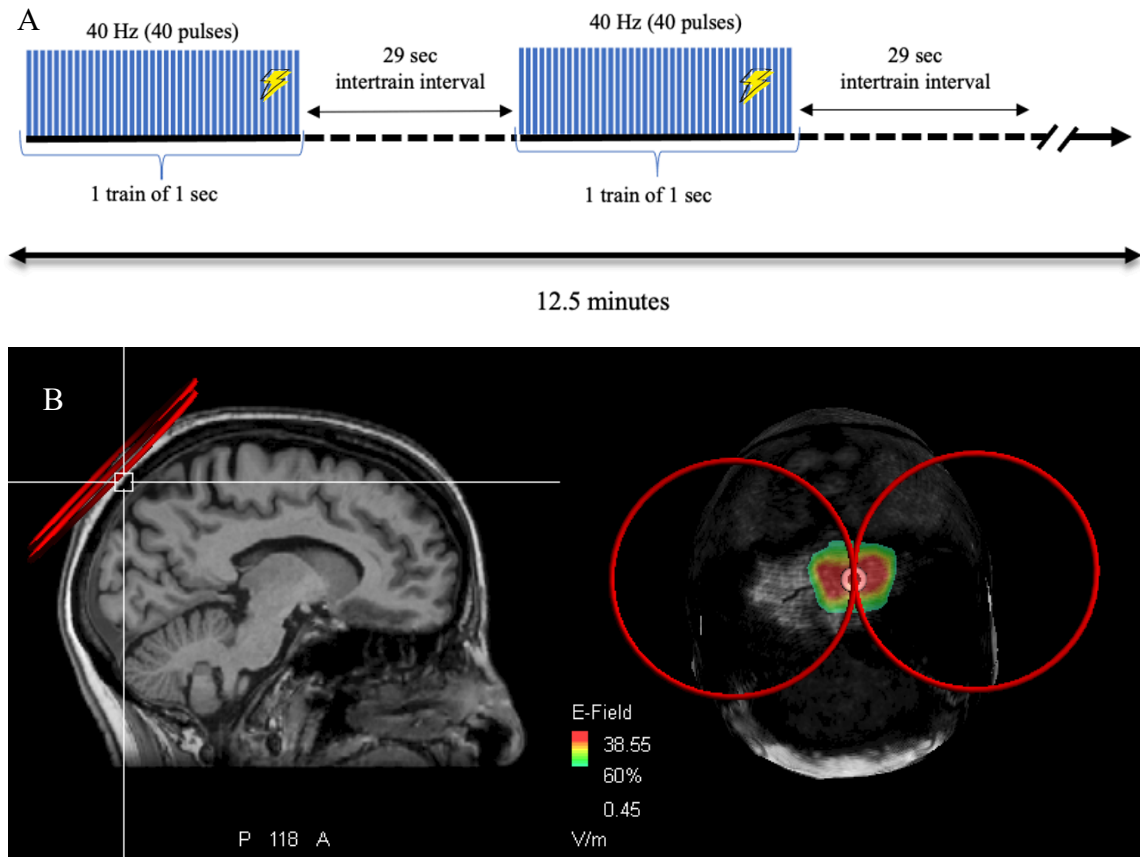 A
40 Hz (40 pulses)
29 sec
intertrain interval
40 Hz (40 pulses)
29 sec
intertrain interval
1 train of 1 sec
1 train of 1 sec
12.5 minutes
B
E-Field
38.55
60%
0.45
V/m
P 118 A